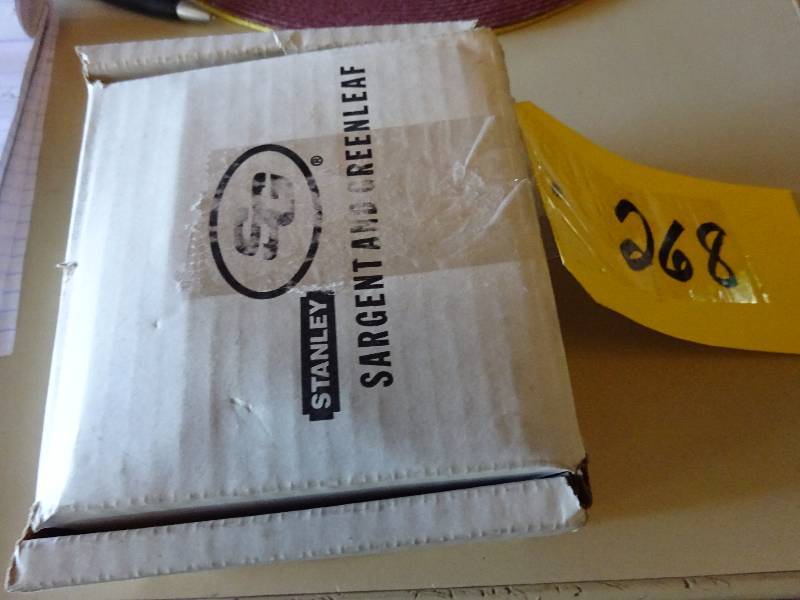 S&G ®
STANLEY
SARGENT AND GREENLEAF
268